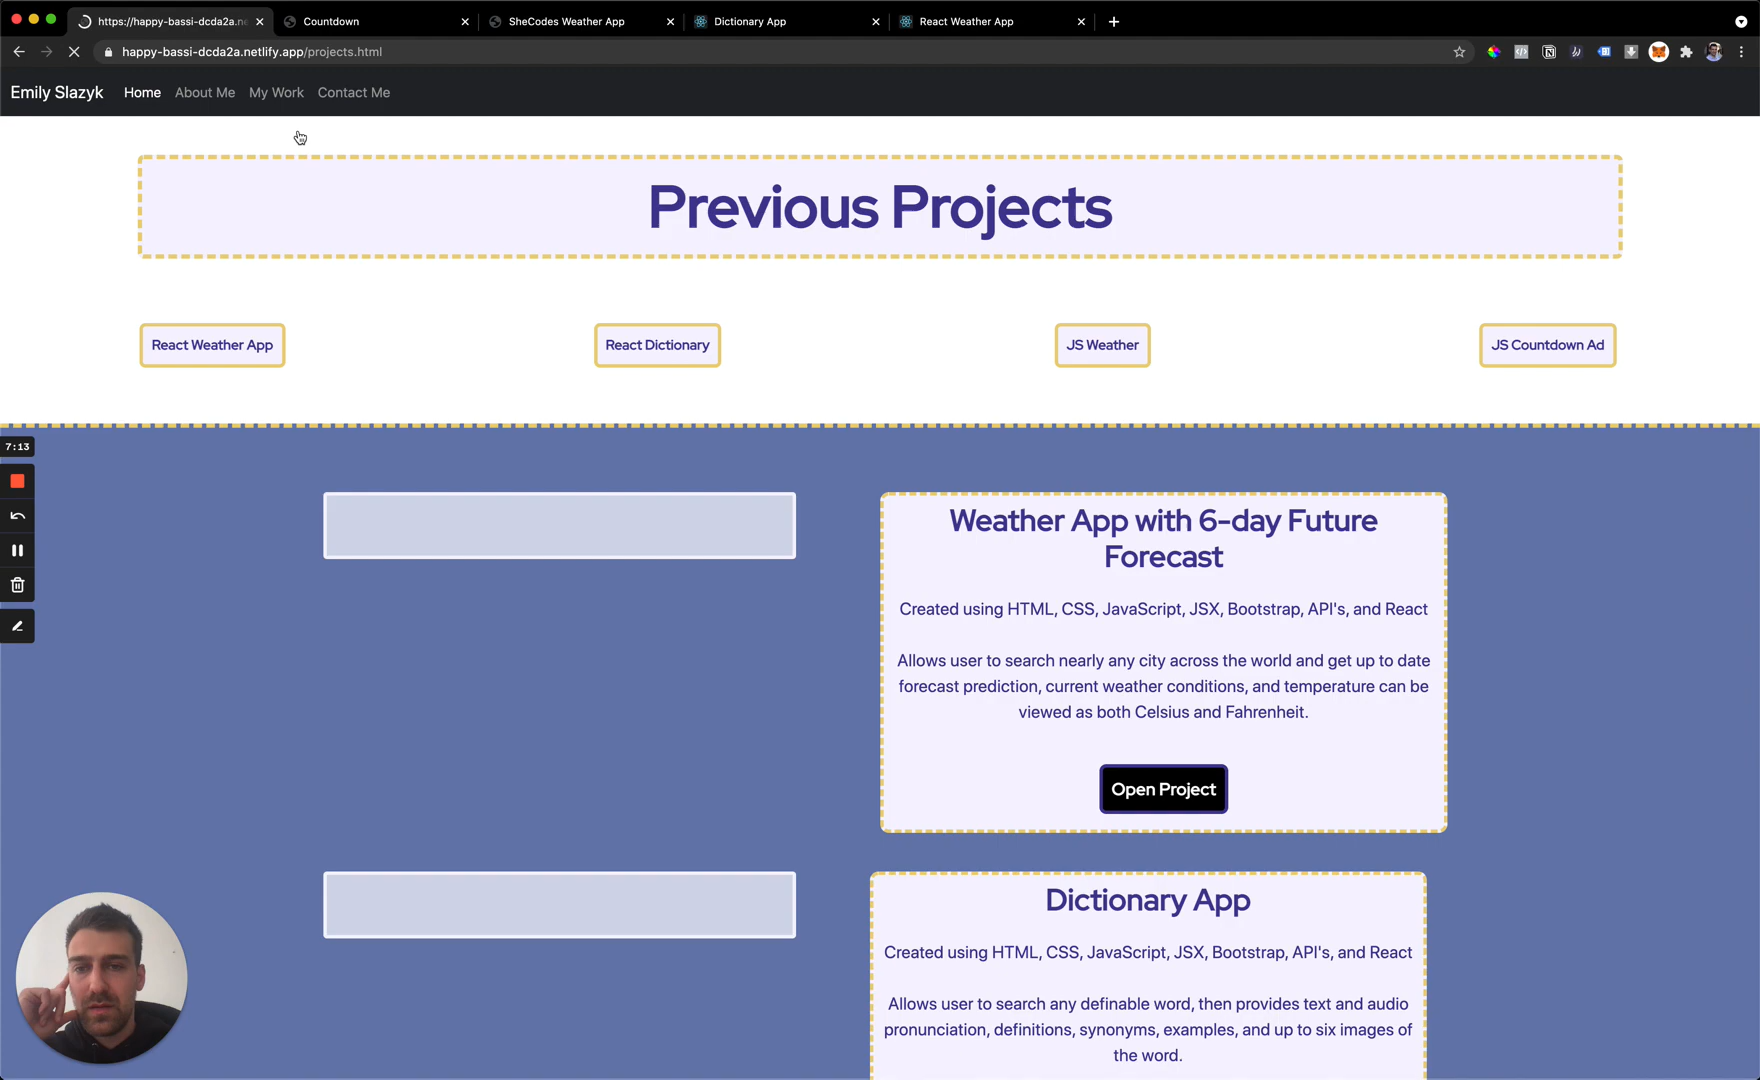 https://happy-bassi-dcda2a.ne
Countdown
SheCodes Weather App
Dictionary App
React Weather App
happy-bassi-dcda2a.netlify.app/projects.html
Emily Slazyk
Home
About Me
My Work
Contact Me
Previous Projects
React Weather App
React Dictionary
JS Weather
JS Countdown Ad
7:13
Weather App with 6-day Future
Forecast
Created using HTML, CSS, JavaScript, JSX, Bootstrap, API's, and React
Allows user to search nearly any city across the world and get up to date
forecast prediction, current weather conditions, and temperature can be
viewed as both Celsius and Fahrenheit.
Open Project
Dictionary App
Created using HTML, CSS, JavaScript, JSX, Bootstrap, API's, and React
Allows user to search any definable word, then provides text and audio
pronunciation, definitions, synonyms, examples, and up to six images of
the word.